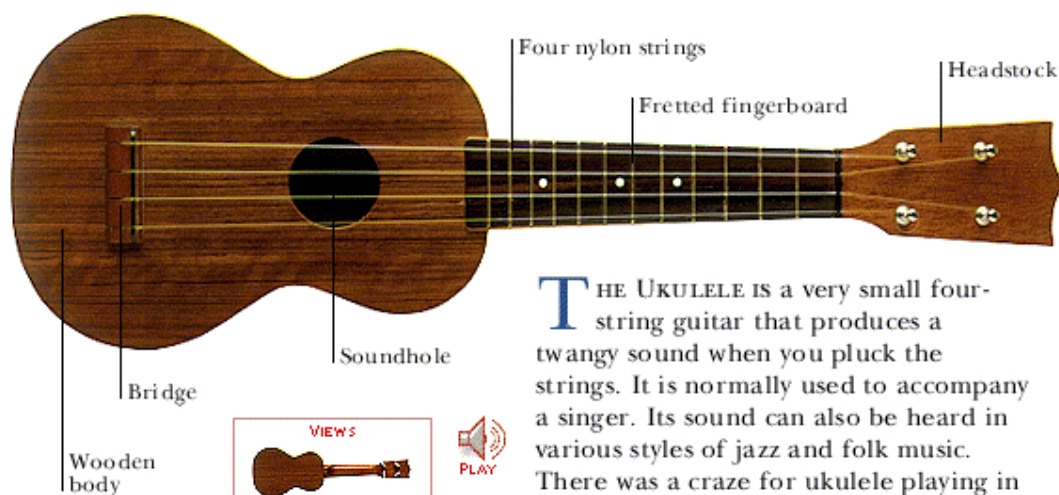 Four nylon strings
Headstock
Fretted fingerboard
Soundhole
Bridge
Wooden
body
VIEWS
PLAY
THE UKULELE IS a very small four-
string guitar that produces a
twangy sound when you pluck the
strings. It is normally used to accompany
a singer. Its sound can also be heard in
various styles of jazz and folk music.
There was a craze for ukulele playing in